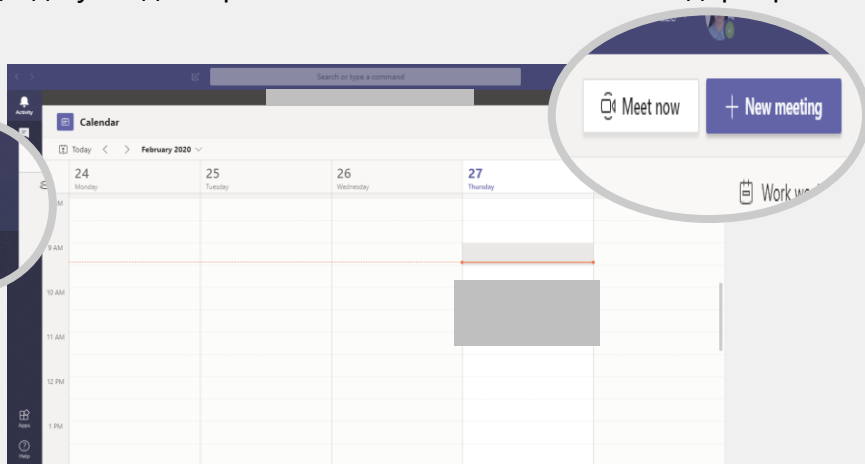 Search or type a command
Meet now
+ New meeting
Activity
Calendar
Today
February 2020
24
Monday
25
Tuesday
26
Wednesday
27
Thursday
9 AM
10 AM
11 AM
12 PM
1 PM
Apps
Help